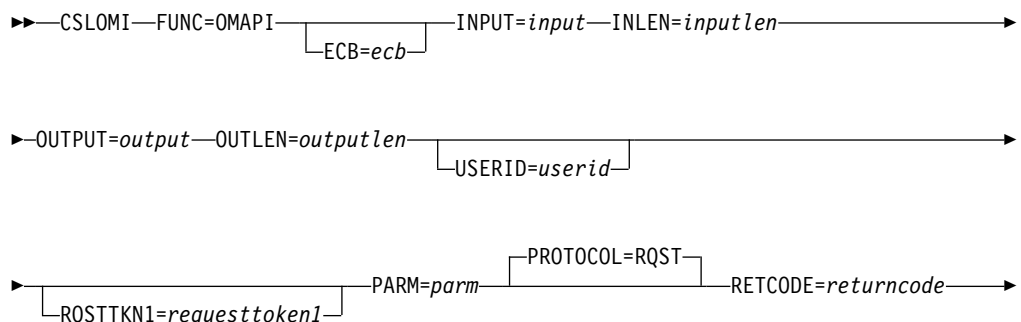 CSLOMI FUNC=OMAPI INPUT=input INLEN=inputlen
ECB=ecb
OUTPUT=output OUTLEN=outputlen
USERID=userid
PROTOCOL=RQST
PARM=parm RETCODE=returncode
RQSTTKN1=requesttoken1